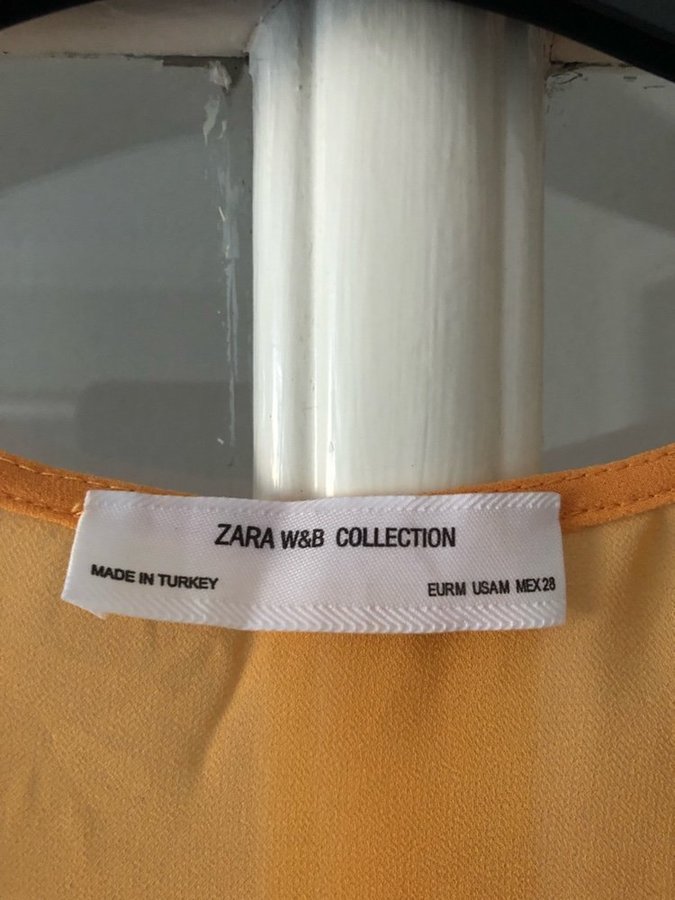 ZARA W&B COLLECTION
MADE IN TURKEY
EURM USAM MEX28